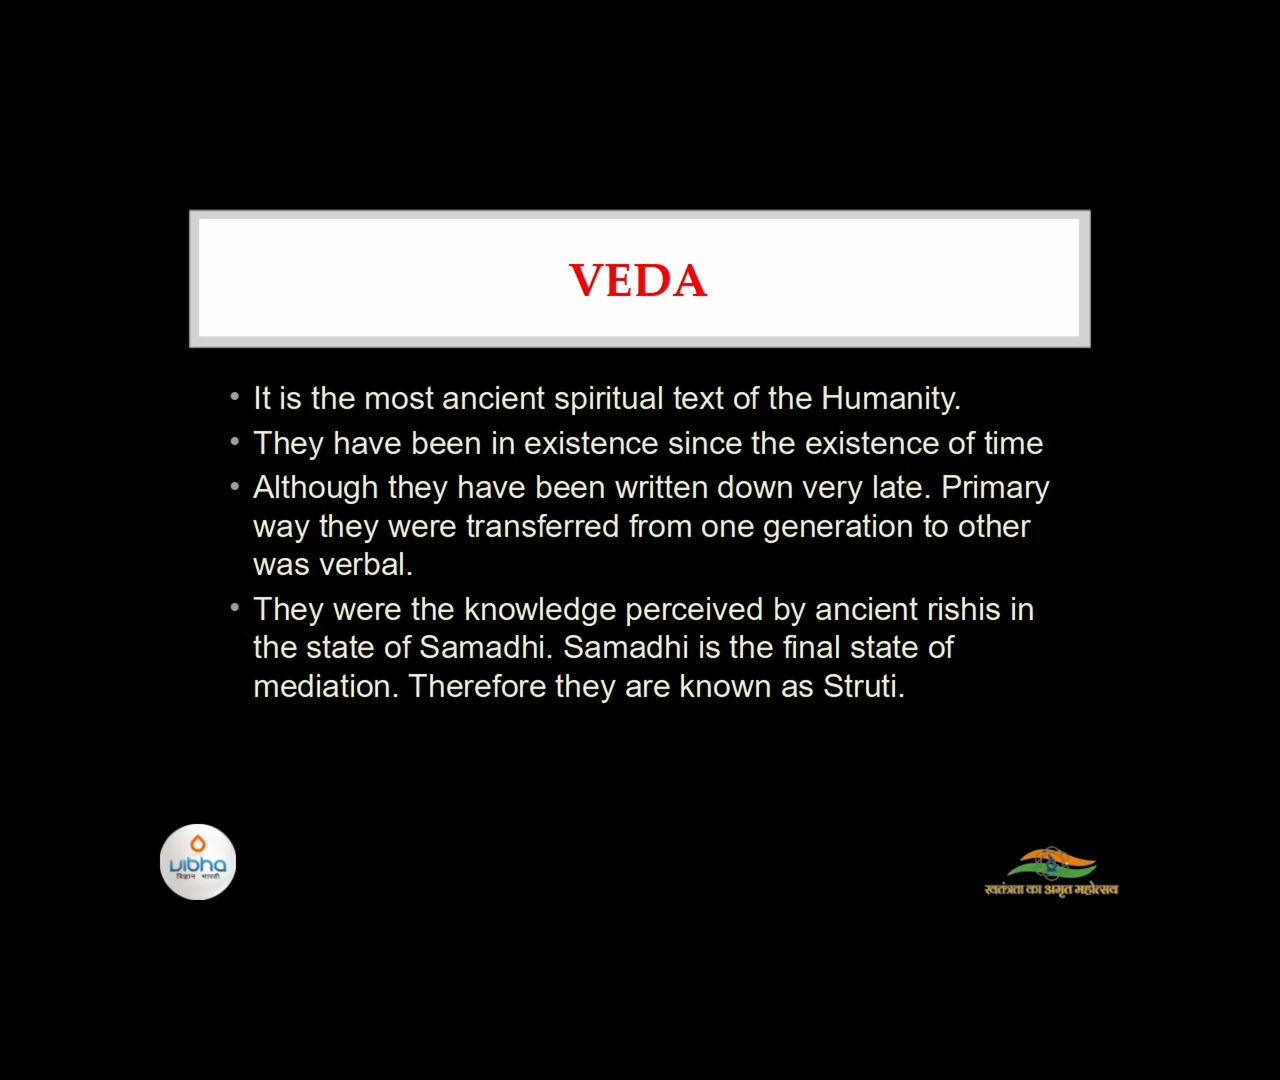 VEDA
• It is the most ancient spiritual text of the Humanity.
• They have been in existence since the existence of time
• Although they have been written down very late. Primary
way they were transferred from one generation to other
was verbal.
• They were the knowledge perceived by ancient rishis in
the state of Samadhi. Samadhi is the final state of
mediation. Therefore they are known as Struti.
vibha
विज्ञान भारती
स्वतंत्रता का अमृत महोत्सव